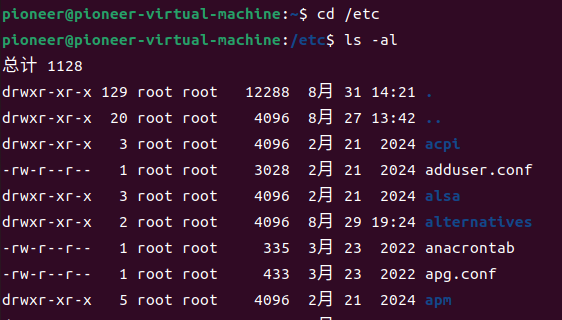 pioneer@pioneer-virtual-machine:~$ cd /etc
pioneer@pioneer-virtual-machine:/etc$ ls -al
总计 1128
drwxr-xr-x 129 root root   12288  8月 31 14:21 .
drwxr-xr-x  20 root root    4096  8月 27 13:42 ..
drwxr-xr-x   3 root root    4096  2月 21  2024 acpi
-rw-r--r--   1 root root    3028  2月 21  2024 adduser.conf
drwxr-xr-x   3 root root    4096  2月 21  2024 alsa
drwxr-xr-x   2 root root    4096  8月 29 19:24 alternatives
-rw-r--r--   1 root root     335  3月 23  2022 anacrontab
-rw-r--r--   1 root root     433  3月 23  2022 apg.conf
drwxr-xr-x   5 root root    4096  2月 21  2024 apm